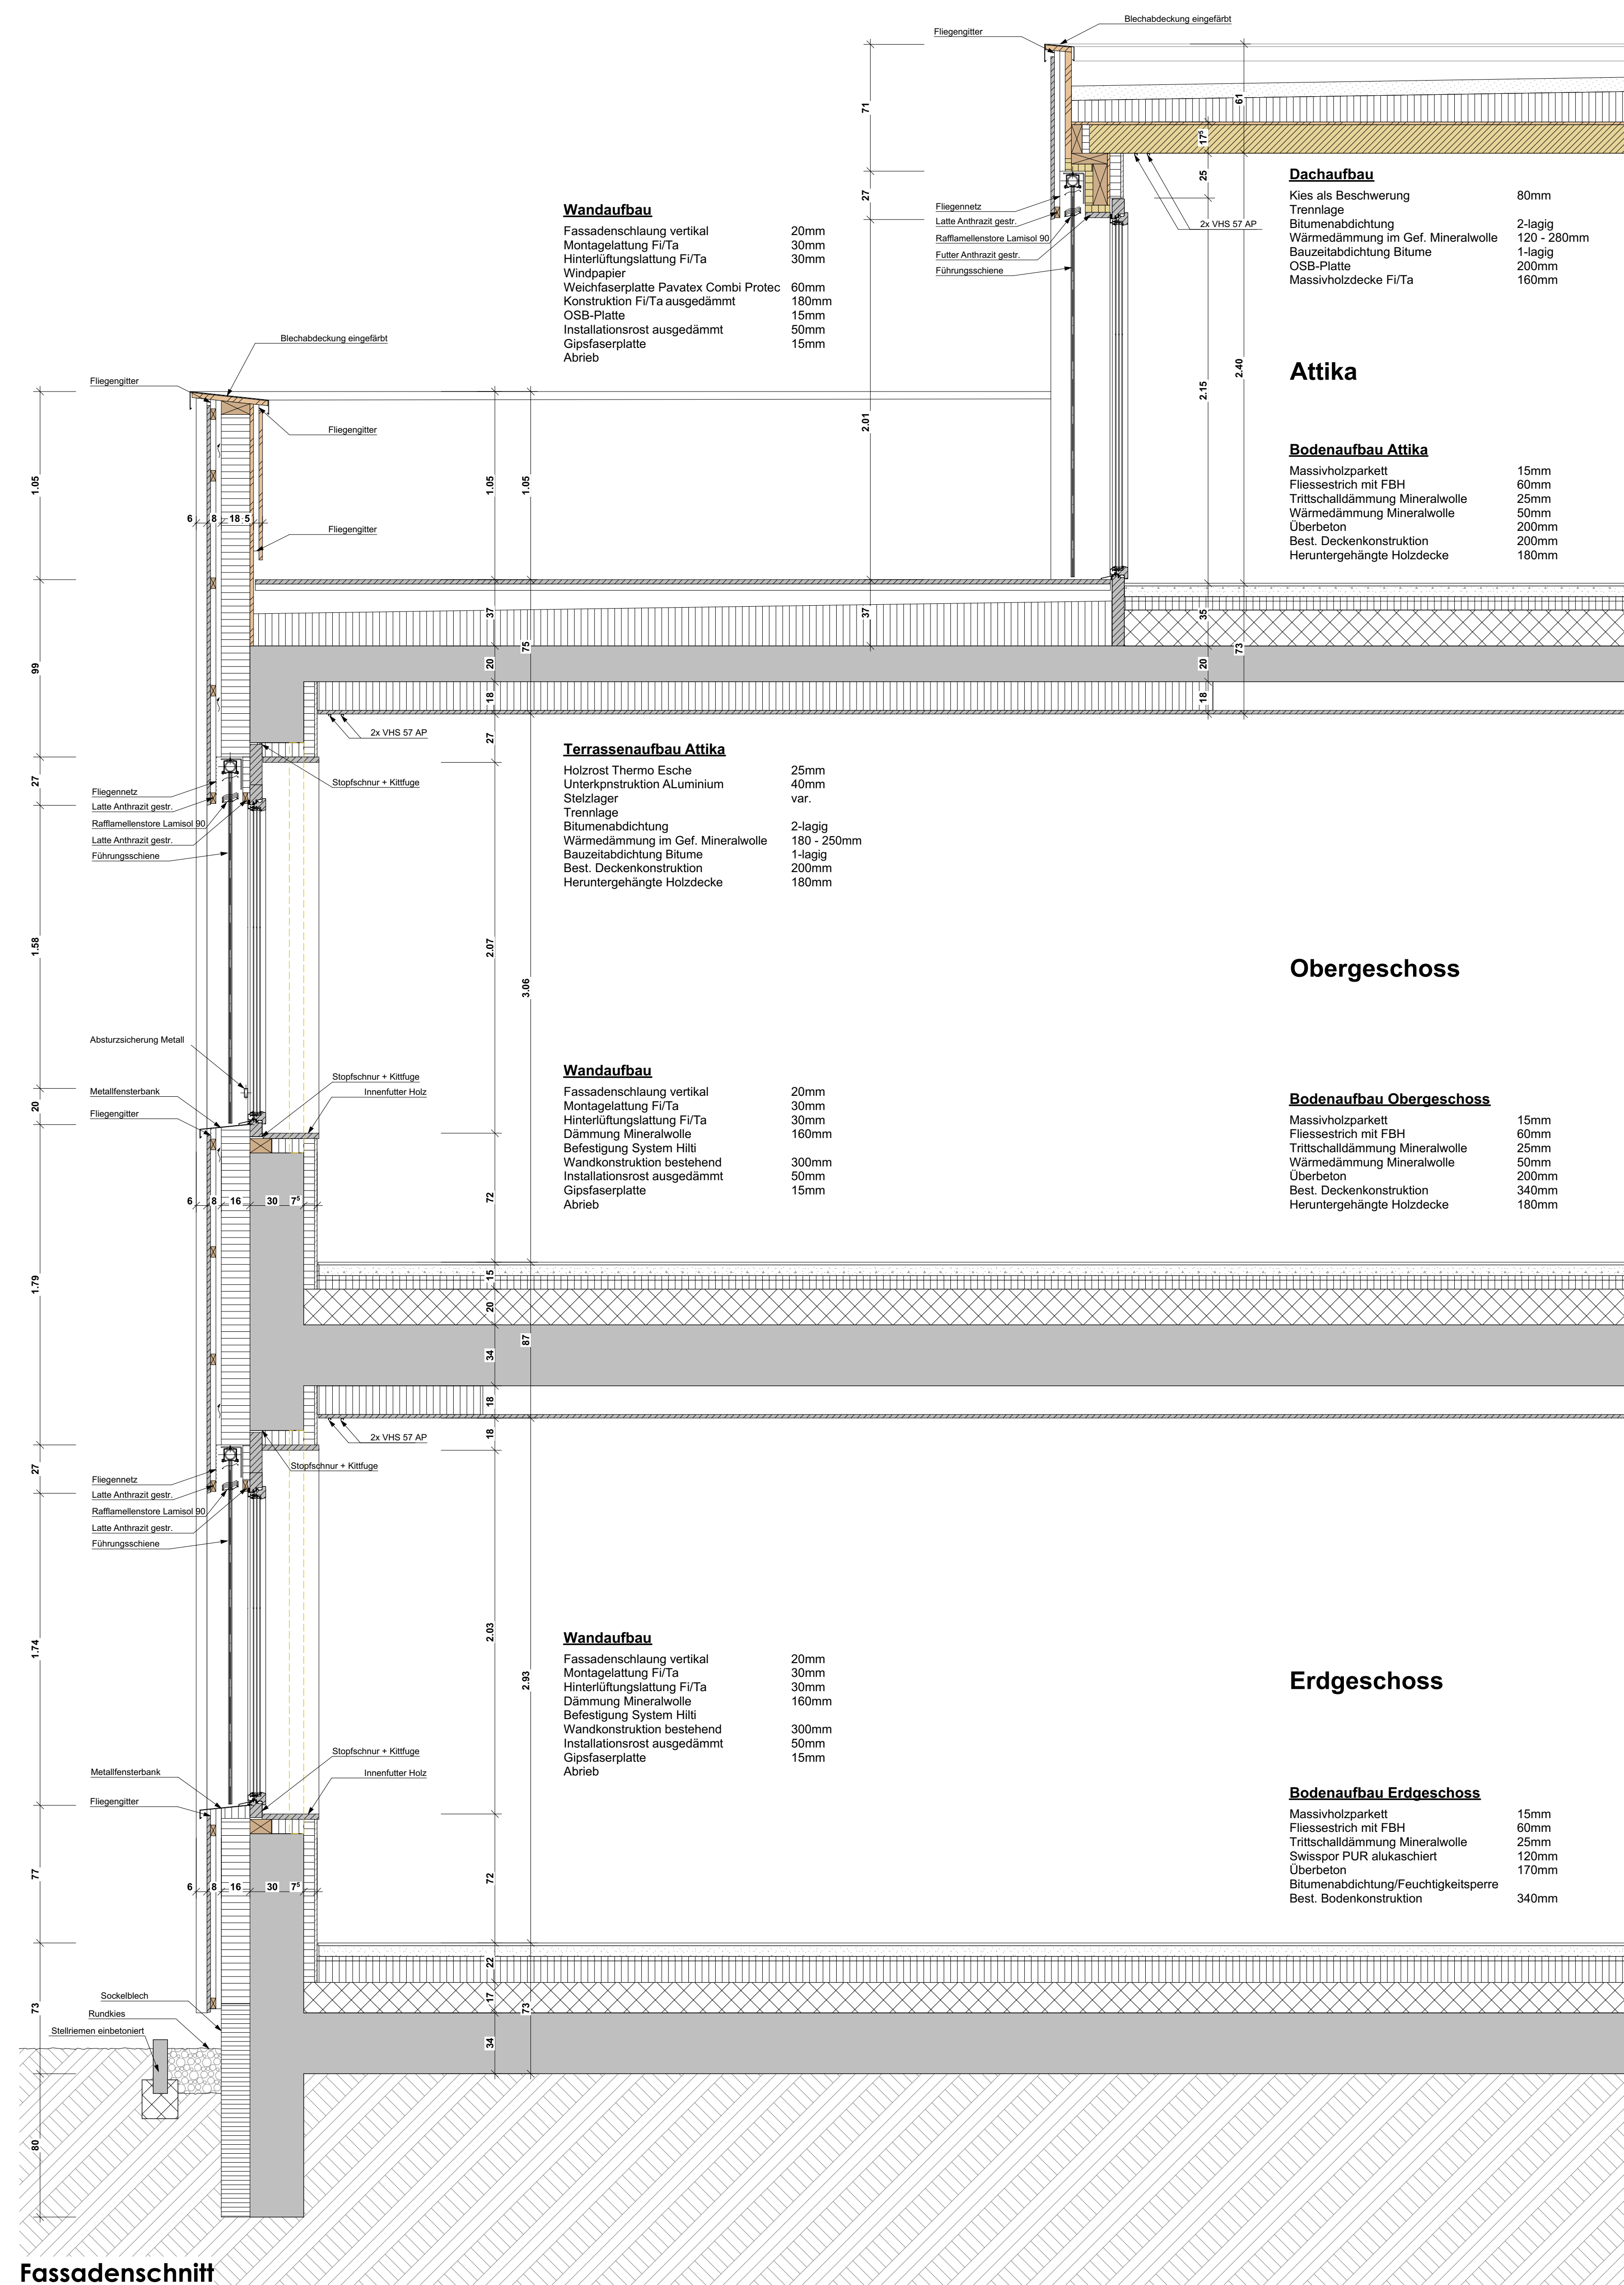 Blechabdeckung eingefärbt
Fliegengitter
71
61
17⁵
25
27
Fliegennetz
Latte Anthrazit gestr.
Rafflamellenstore Lamisol 90
Futter Anthrazit gestr.
Führungsschiene
2x VHS 57 AP
2.01
2.15
2.40
37
35
73
20
18
Dachaufbau
Kies als Beschwerung 80mm
Trennlage
Bitumenabdichtung 2-lagig
Wärmedämmung im Gef. Mineralwolle 120 - 280mm
Bauzeitabdichtung Bitume 1-lagig
OSB-Platte 200mm
Massivholzdecke Fi/Ta 160mm
Wandaufbau
Fassadenschlaung vertikal 20mm
Montagelattung Fi/Ta 30mm
Hinterlüftungslattung Fi/Ta 30mm
Windpapier
Weichfaserplatte Pavatex Combi Protec 60mm
Konstruktion Fi/Ta ausgedämmt 180mm
OSB-Platte 15mm
Installationsrost ausgedämmt 50mm
Gipsfaserplatte 15mm
Abrieb
Attika
Bodenaufbau Attika
Massivholzparkett 15mm
Fliessestrich mit FBH 60mm
Trittschalldämmung Mineralwolle 25mm
Wärmedämmung Mineralwolle 50mm
Überbeton 200mm
Best. Deckenkonstruktion 200mm
Heruntergehängte Holzdecke 180mm
Blechabdeckung eingefärbt
Fliegengitter
Fliegengitter
Fliegengitter
6 8 18 5
1.05
1.05
1.05
99
37
75
20
18
27
27
2x VHS 57 AP
Stopfschnur + Kittfuge
Fliegennetz
Latte Anthrazit gestr.
Rafflamellenstore Lamisol 90
Latte Anthrazit gestr.
Führungsschiene
Terrassenaufbau Attika
Holzrost Thermo Esche 25mm
Unterkpnstruktion ALuminium 40mm
Stelzlager var.
Trennlage
Bitumenabdichtung 2-lagig
Wärmedämmung im Gef. Mineralwolle 180 - 250mm
Bauzeitabdichtung Bitume 1-lagig
Best. Deckenkonstruktion 200mm
Heruntergehängte Holzdecke 180mm
1.58
2.07
3.06
Obergeschoss
Absturzsicherung Metall
Metallfensterbank
Fliegengitter
Stopfschnur + Kittfuge
Innenfutter Holz
20
6 8 16 30 7⁵
72
Wandaufbau
Fassadenschlaung vertikal 20mm
Montagelattung Fi/Ta 30mm
Hinterlüftungslattung Fi/Ta 30mm
Dämmung Mineralwolle 160mm
Befestigung System Hilti
Wandkonstruktion bestehend 300mm
Installationsrost ausgedämmt 50mm
Gipsfaserplatte 15mm
Abrieb
Bodenaufbau Obergeschoss
Massivholzparkett 15mm
Fliessestrich mit FBH 60mm
Trittschalldämmung Mineralwolle 25mm
Wärmedämmung Mineralwolle 50mm
Überbeton 200mm
Best. Deckenkonstruktion 340mm
Heruntergehängte Holzdecke 180mm
1.79
15
20
34
87
18
18
27
2x VHS 57 AP
Stopfschnur + Kittfuge
Fliegennetz
Latte Anthrazit gestr.
Rafflamellenstore Lamisol 90
Latte Anthrazit gestr.
Führungsschiene
1.74
2.03
2.93
Wandaufbau
Fassadenschlaung vertikal 20mm
Montagelattung Fi/Ta 30mm
Hinterlüftungslattung Fi/Ta 30mm
Dämmung Mineralwolle 160mm
Befestigung System Hilti
Wandkonstruktion bestehend 300mm
Installationsrost ausgedämmt 50mm
Gipsfaserplatte 15mm
Abrieb
Erdgeschoss
Stopfschnur + Kittfuge
Innenfutter Holz
Metallfensterbank
Fliegengitter
77
6 8 16 30 7⁵
72
Bodenaufbau Erdgeschoss
Massivholzparkett 15mm
Fliessestrich mit FBH 60mm
Trittschalldämmung Mineralwolle 25mm
Swisspor PUR alukaschiert 120mm
Überbeton 170mm
Bitumenabdichtung/Feuchtigkeitsperre
Best. Bodenkonstruktion 340mm
22
17
73
73
34
Sockelblech
Rundkies
Stellriemen einbetoniert
80
Fassadenschnitt